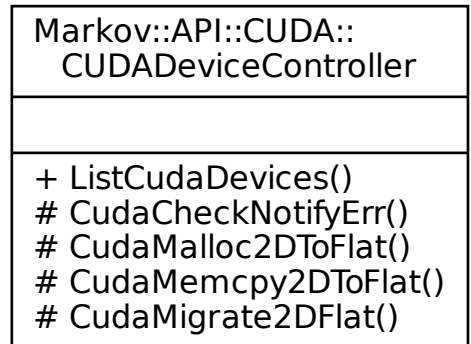 Markov::API::CUDA::
CUDADeviceController
+ ListCudaDevices()
# CudaCheckNotifyErr()
# CudaMalloc2DToFlat()
# CudaMemcpy2DToFlat()
# CudaMigrate2DFlat()